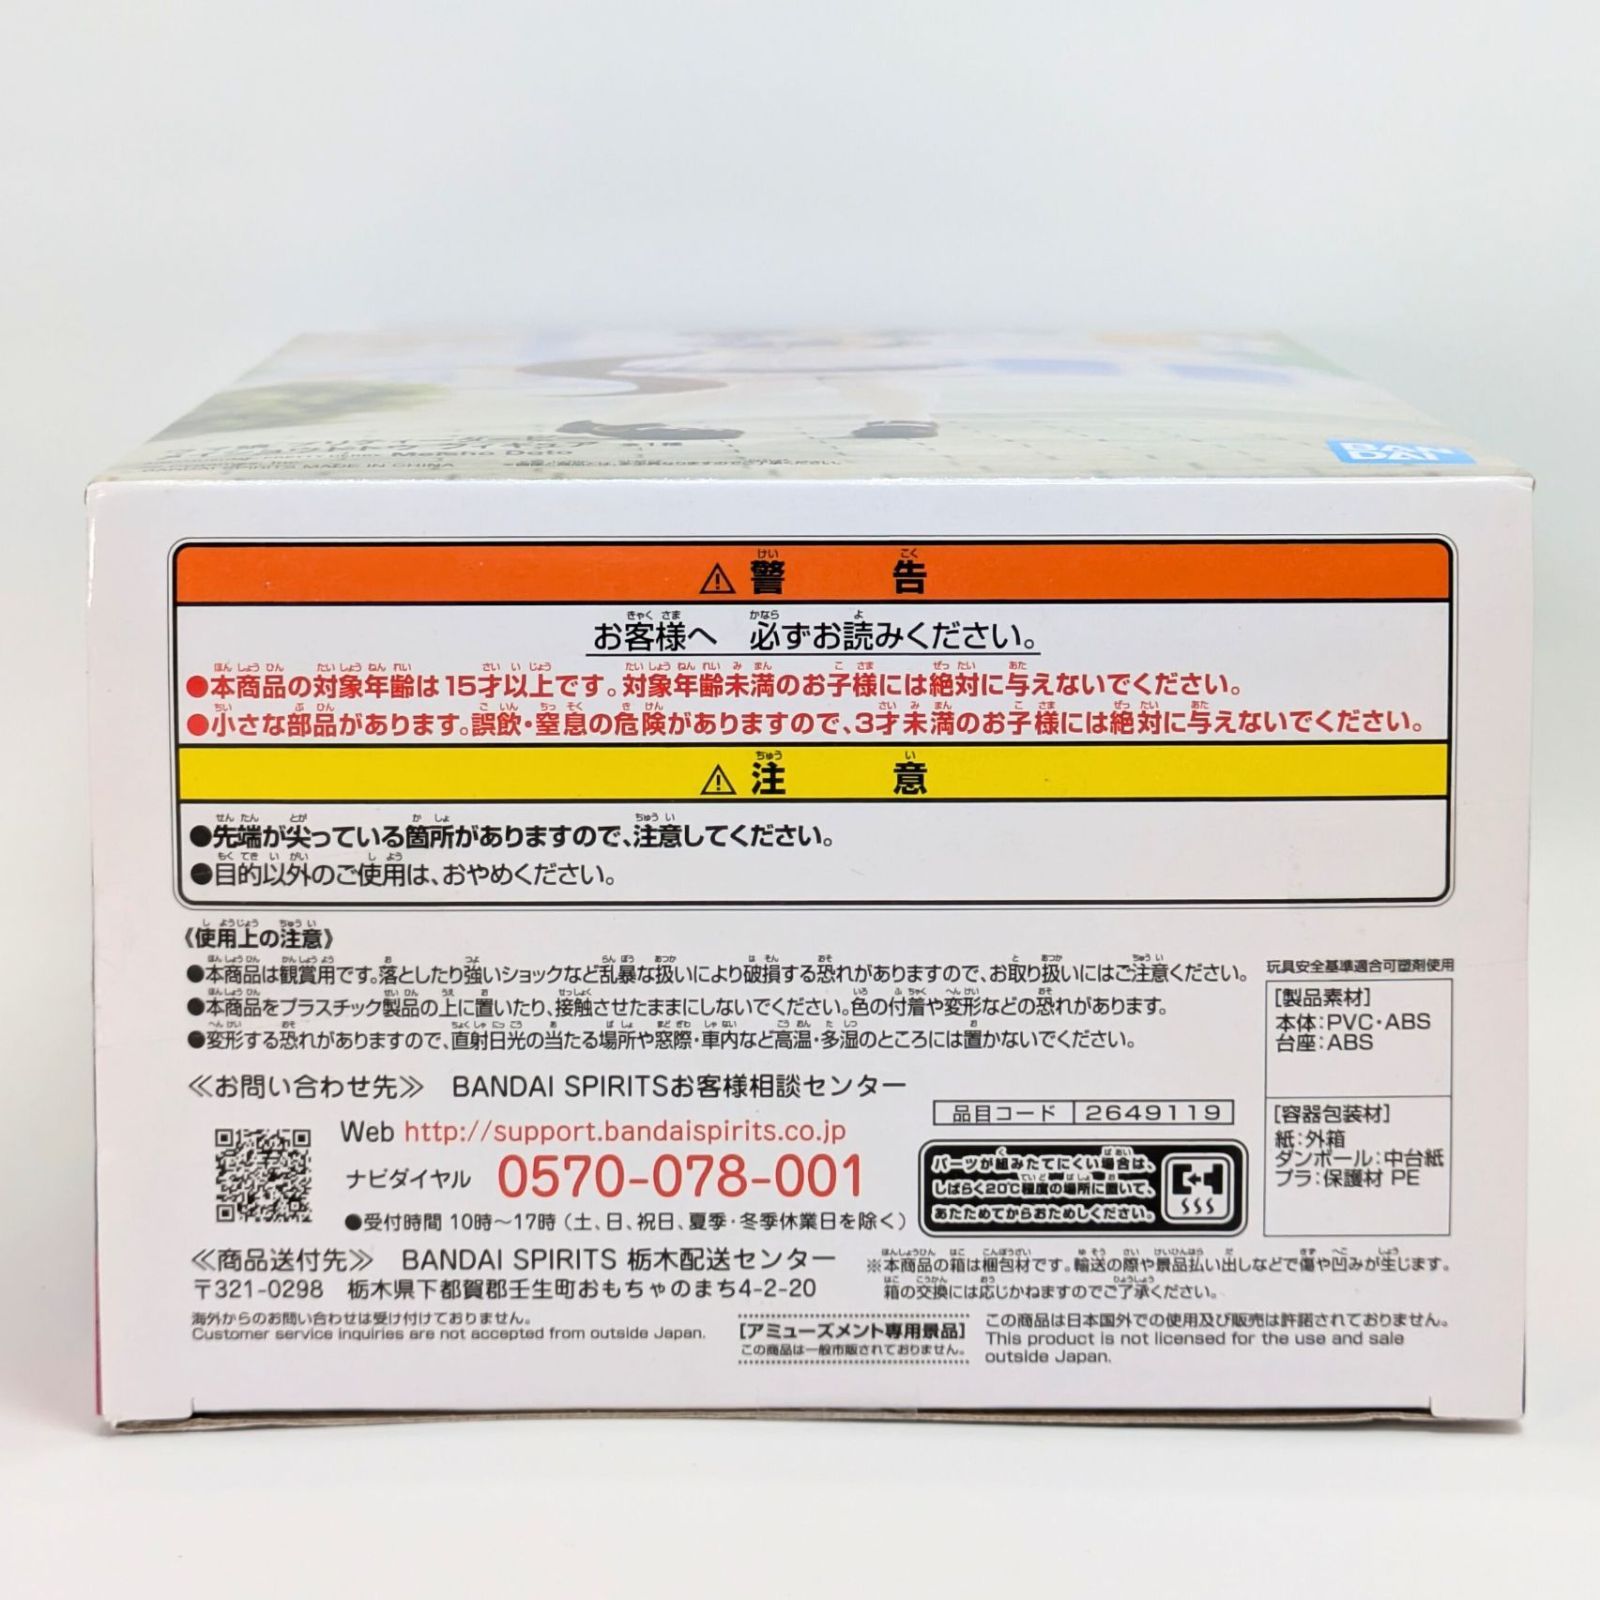 フィギュア 全1種
Meisho Doto
MADE IN CHINA
BAN
DAI
⚠警告
お客様へ 必ずお読みください。
●本商品の対象年齢は15才以上です。対象年齢未満のお子様には絶対に与えないでください。
●小さな部品があります。誤飲・窒息の危険がありますので、3才未満のお子様には絶対に与えないでください。
⚠注意
●先端が尖っている箇所がありますので、注意してください。
●目的以外のご使用は、おやめください。
《使用上の注意》
●本商品は観賞用です。落としたり強いショックなど乱暴な扱いにより破損する恐れがありますので、お取り扱いにはご注意ください。
●本商品をプラスチック製品の上に置いたり、接触させたままにしないでください。色の付着や変形などの恐れがあります。
●変形する恐れがありますので、直射日光の当たる場所や窓際・車内など高温・多湿のところには置かないでください。
玩具安全基準適合可塑剤使用
[製品素材]
本体:PVC・ABS
台座:ABS
[容器包装材]
紙:外箱
ダンボール:中台紙
プラ:保護材 PE
≪お問い合わせ先≫ BANDAI SPIRITSお客様相談センター
品目コード 2649119
Web http://support.bandaispirits.co.jp
ナビダイヤル 0570-078-001
●受付時間 10時～17時（土、日、祝日、夏季・冬季休業日を除く）
パーツが組みたてにくい場合は、
しばらく20℃程度の場所に置いて、
あたためてからおためしください。
≪商品送付先≫ BANDAI SPIRITS 栃木配送センター
〒321-0298 栃木県下都賀郡壬生町おもちゃのまち4-2-20
※本商品の箱は梱包材です。輸送の際や景品払い出しなどで傷や凹みが生じます。
箱の交換には応じかねますのでご了承ください。
海外からのお問い合わせは受け付けておりません。
Customer service inquiries are not accepted from outside Japan.
[アミューズメント専用景品]
この商品は一般市販されておりません。
この商品は日本国外での使用及び販売は許諾されておりません。
This product is not licensed for the use and sale
outside Japan.